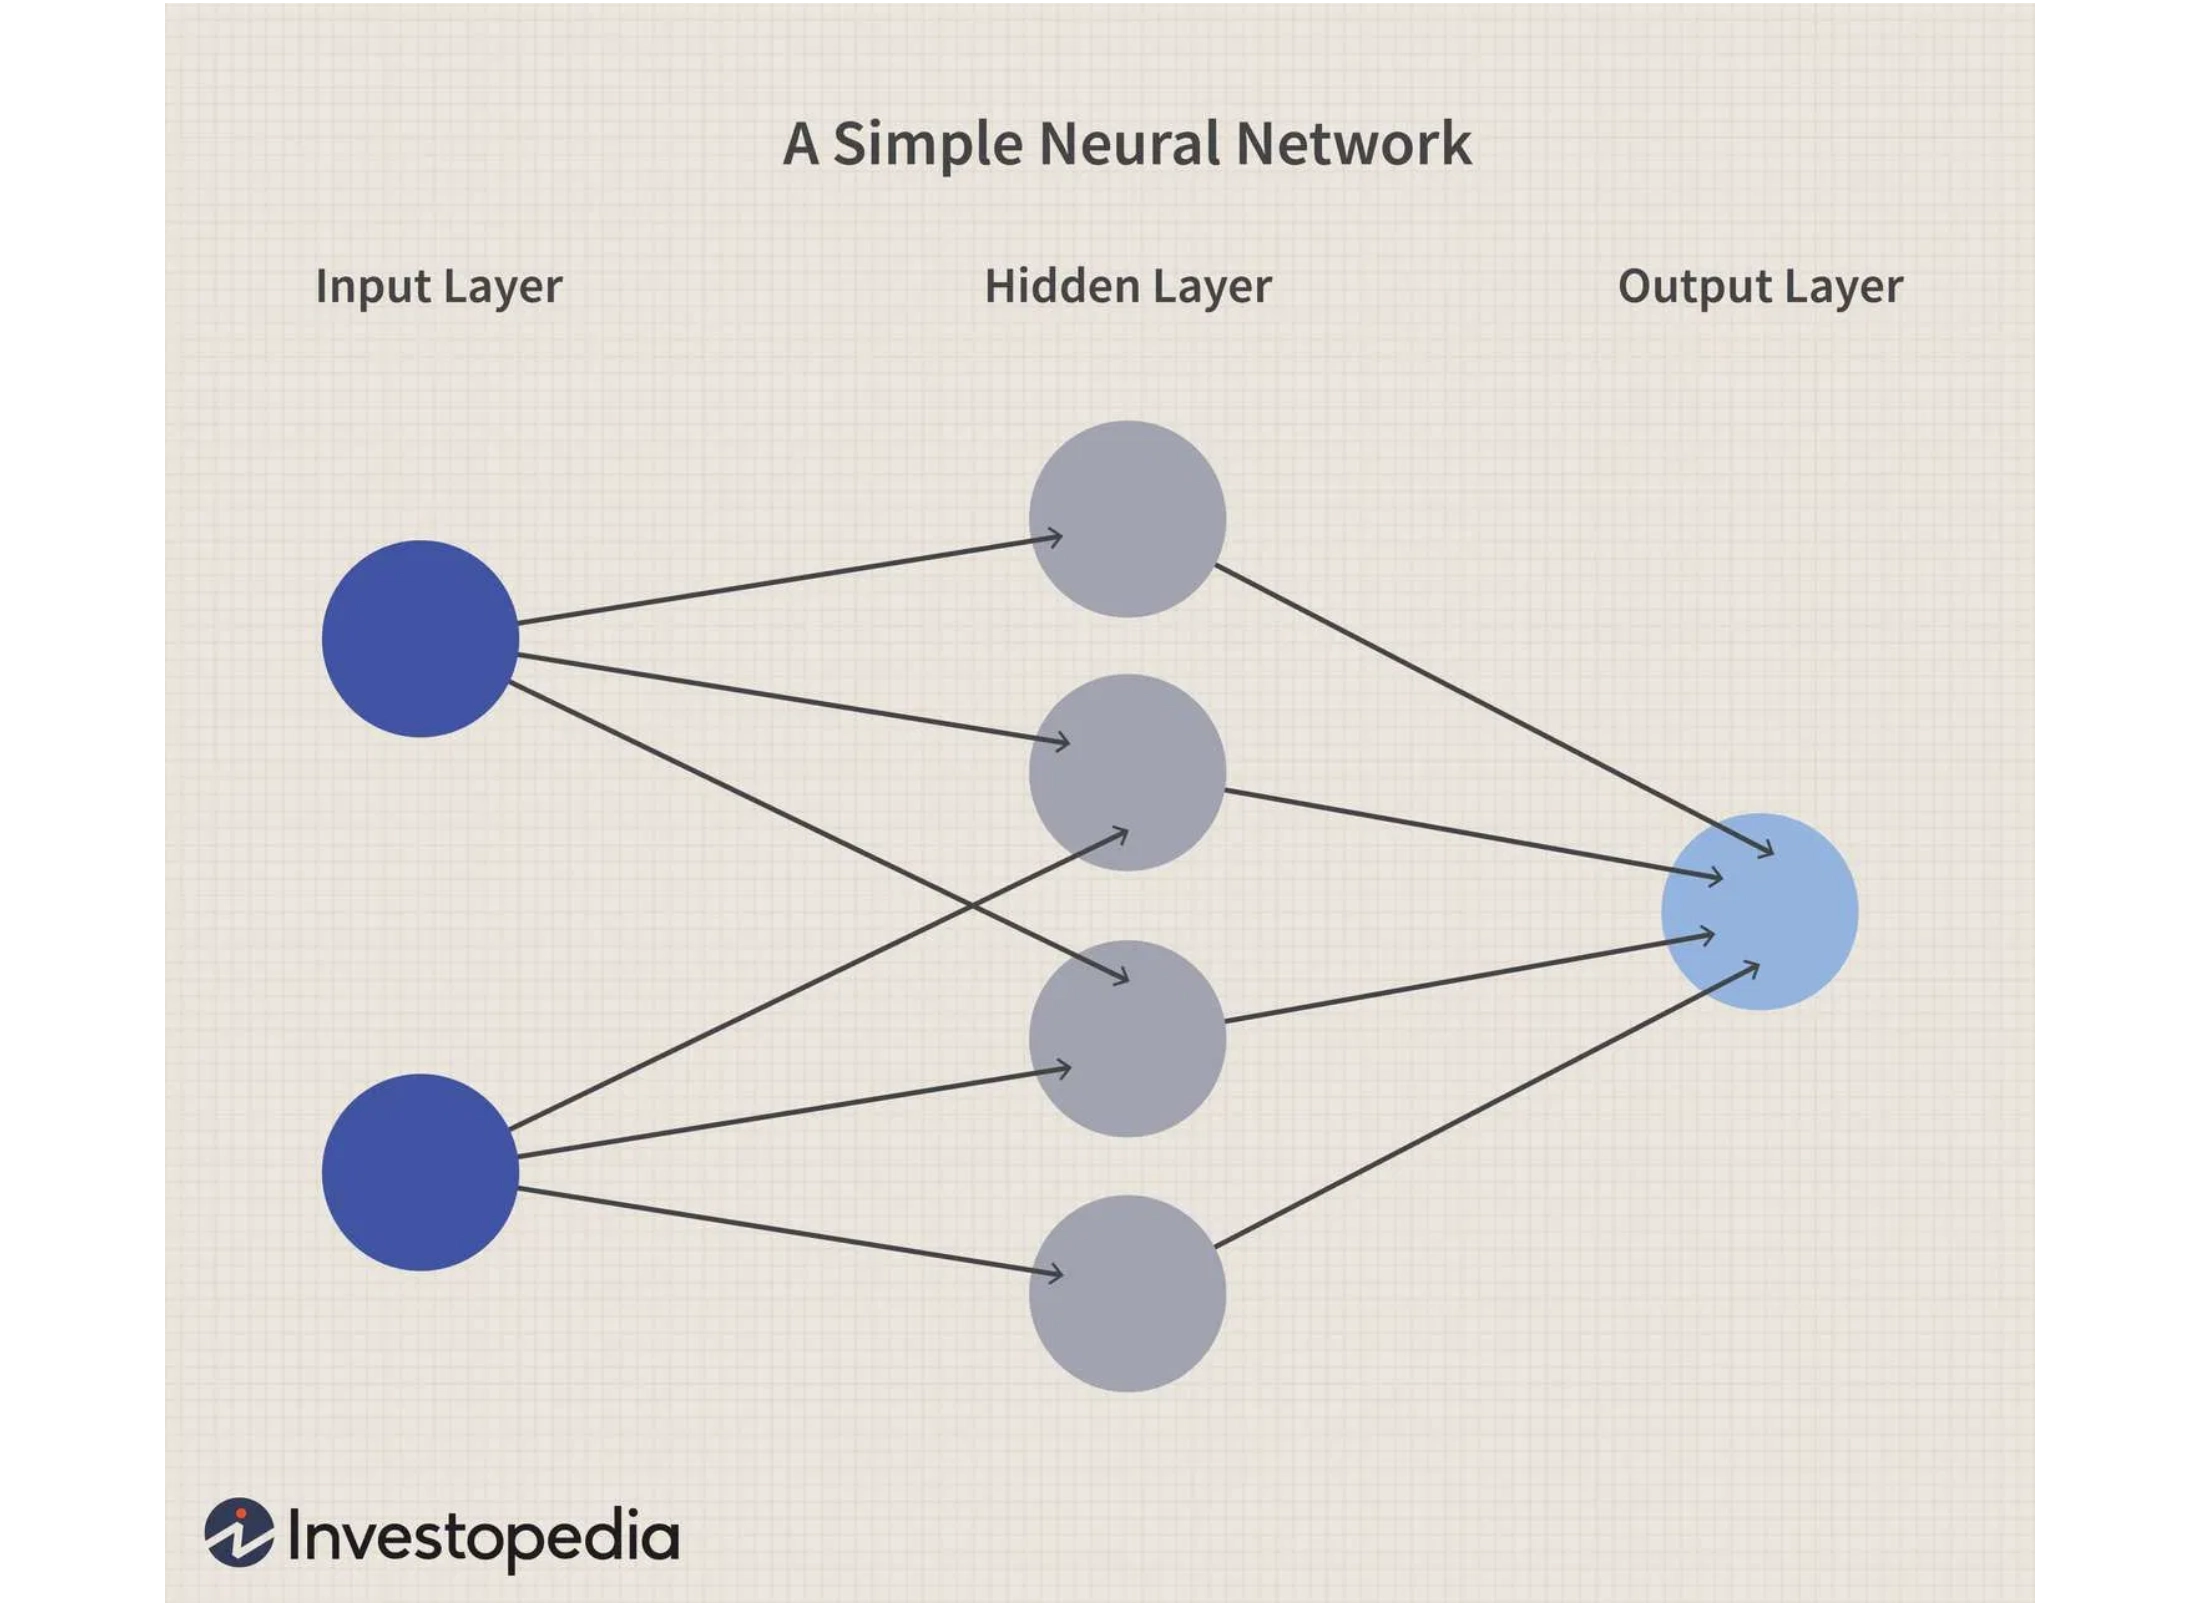 A Simple Neural Network
Input Layer Hidden Layer Output Layer
Investopedia